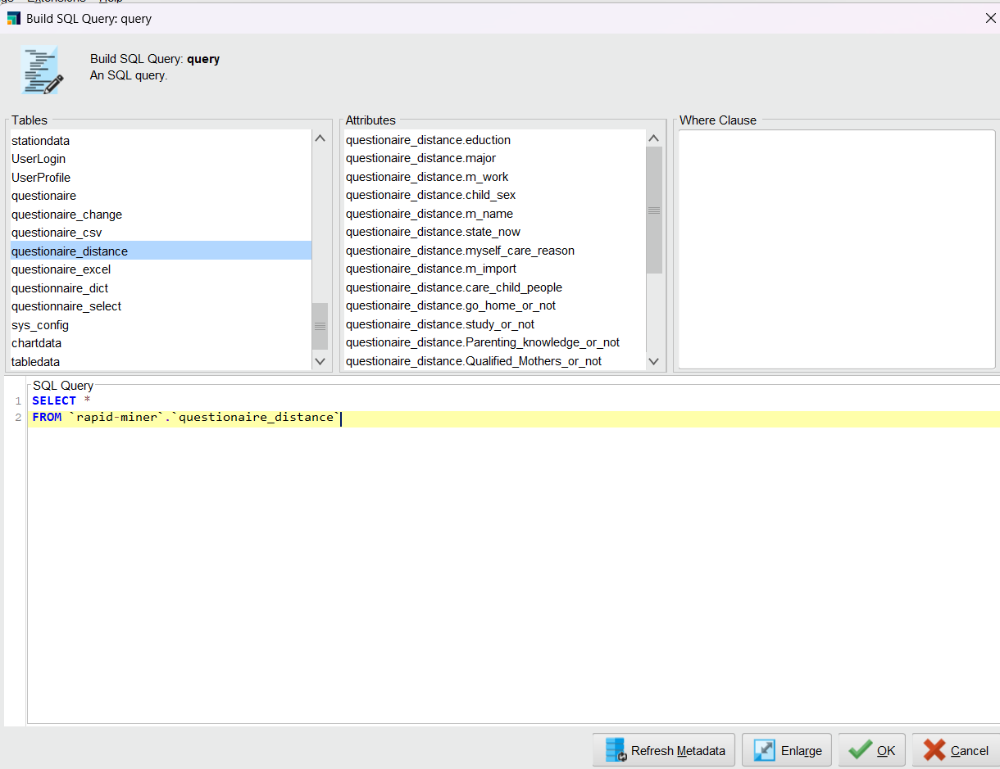 Extensions Help
Build SQL Query: query
Build SQL Query: query
An SQL query.
Tables
stationdata
UserLogin
UserProfile
questionaire
questionaire_change
questionaire_csv
questionaire_distance
questionaire_excel
questionnaire_dict
questionnaire_select
sys_config
chartdata
tabledata
Attributes
questionaire_distance.eduction
questionaire_distance.major
questionaire_distance.m_work
questionaire_distance.child_sex
questionaire_distance.m_name
questionaire_distance.state_now
questionaire_distance.myself_care_reason
questionaire_distance.m_import
questionaire_distance.care_child_people
questionaire_distance.go_home_or_not
questionaire_distance.study_or_not
questionaire_distance.Parenting_knowledge_or_not
questionaire_distance.Qualified_Mothers_or_not
Where Clause
SQL Query
1 SELECT *
2 FROM `rapid-miner`.`questionaire_distance`
Refresh Metadata Enlarge OK Cancel